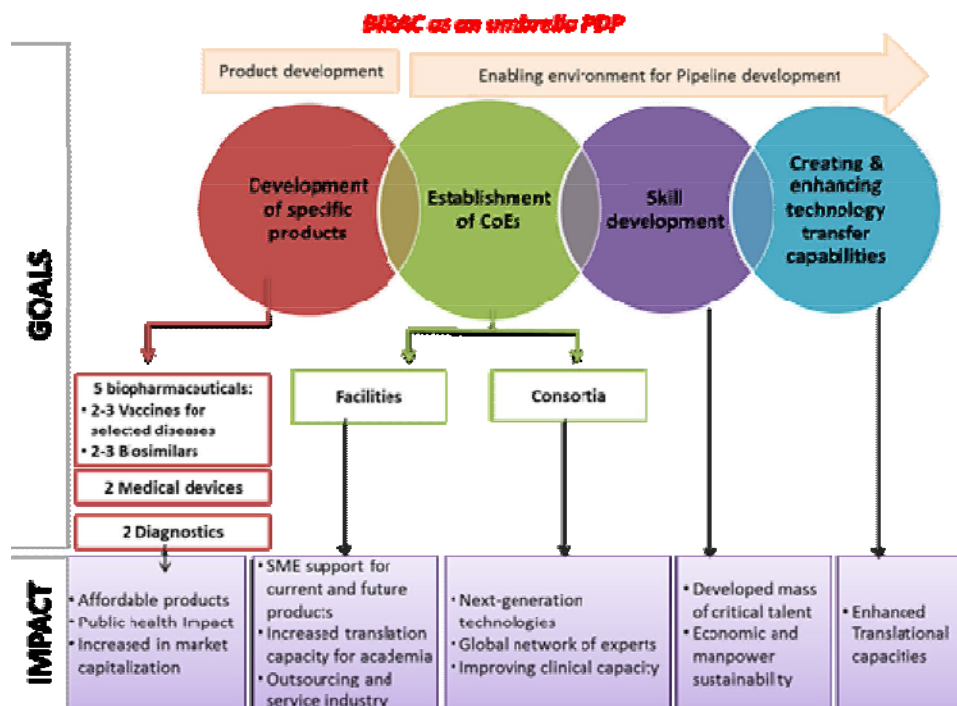 BIRAC as an umbrella PDP
Product development
Enabling environment for Pipeline development
GOALS
Development
of specific
products
Establishment
of CoEs
Skill
development
Creating &
enhancing
technology
transfer
capabilities
5 biopharmaceuticals:
• 2-3 Vaccines for
selected diseases
• 2-3 Biosimilars
2 Medical devices
2 Diagnostics
Facilities
Consortia
IMPACT
• Affordable products
• Public health Impact
• Increased in market
capitalization
• SME support for
current and future
products
• Increased translation
capacity for academia
• Outsourcing and
service industry
• Next-generation
technologies
• Global network of experts
• Improving clinical capacity
• Developed mass
of critical talent
• Economic and
manpower
sustainability
• Enhanced
Translational
capacities